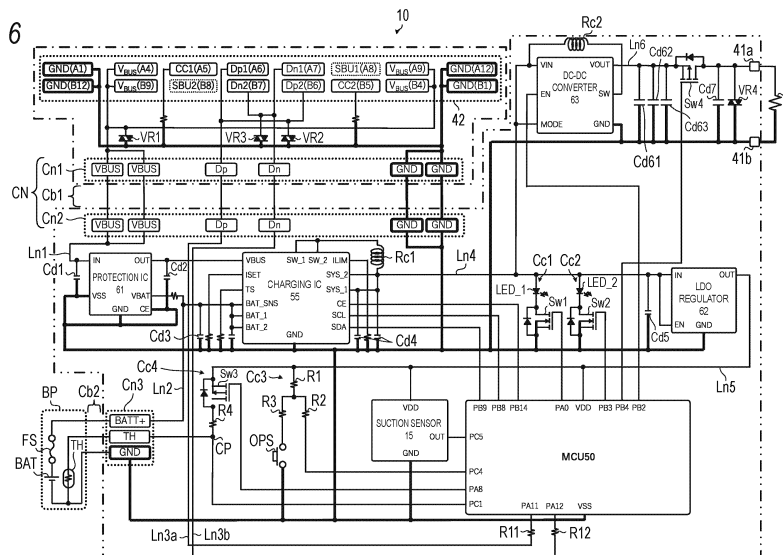 6
10
GND(A1)
VBUS(A4)
CC1(A5)
Dp1(A6)
Dn1(A7)
SBU1(A8)
VBUS(A9)
GND(A12)
GND(B12)
VBUS(B9)
SBU2(B8)
Dn2(B7)
Dp2(B6)
CC2(B5)
VBUS(B4)
GND(B1)
42
VR1
VR3
VR2
CN
Cn1
VBUS
VBUS
Dp
Dn
GND
GND
Cb1
Cn2
VBUS
VBUS
Dp
Dn
GND
GND
Rc2
Ln6
Cd62
VIN
VOUT
DC-DC
CONVERTER
63
EN
SW
MODE
GND
Cd61
Cd63
Sw4
Cd7
VR4
41a
41b
Ln1
Cd1
IN
OUT
PROTECTION IC
61
VSS
VBAT
GND
CE
Cd2
VBUS
SW_1
SW_2
ILIM
ISET
SYS_2
TS
SYS_1
CHARGING IC
55
BAT_SNS
CE
BAT_1
SCL
BAT_2
SDA
GND
Rc1
Cd3
Cd4
Ln4
Cc1
LED_1
Sw1
Cc2
LED_2
Sw2
Cd5
IN
OUT
LDO
REGULATOR
62
EN
GND
Ln5
Ln2
Cc4
Sw3
R4
Cc3
R1
R3
R2
OPS
CP
BP
Cb2
Cn3
BATT+
TH
GND
FS
BAT
TH
VDD
SUCTION SENSOR
15
OUT
GND
PB9
PB8
PB14
PA0
VDD
PB3
PB4
PB2
PC5
PC4
PA8
PC1
MCU50
PA11
PA12
VSS
R11
R12
Ln3a
Ln3b